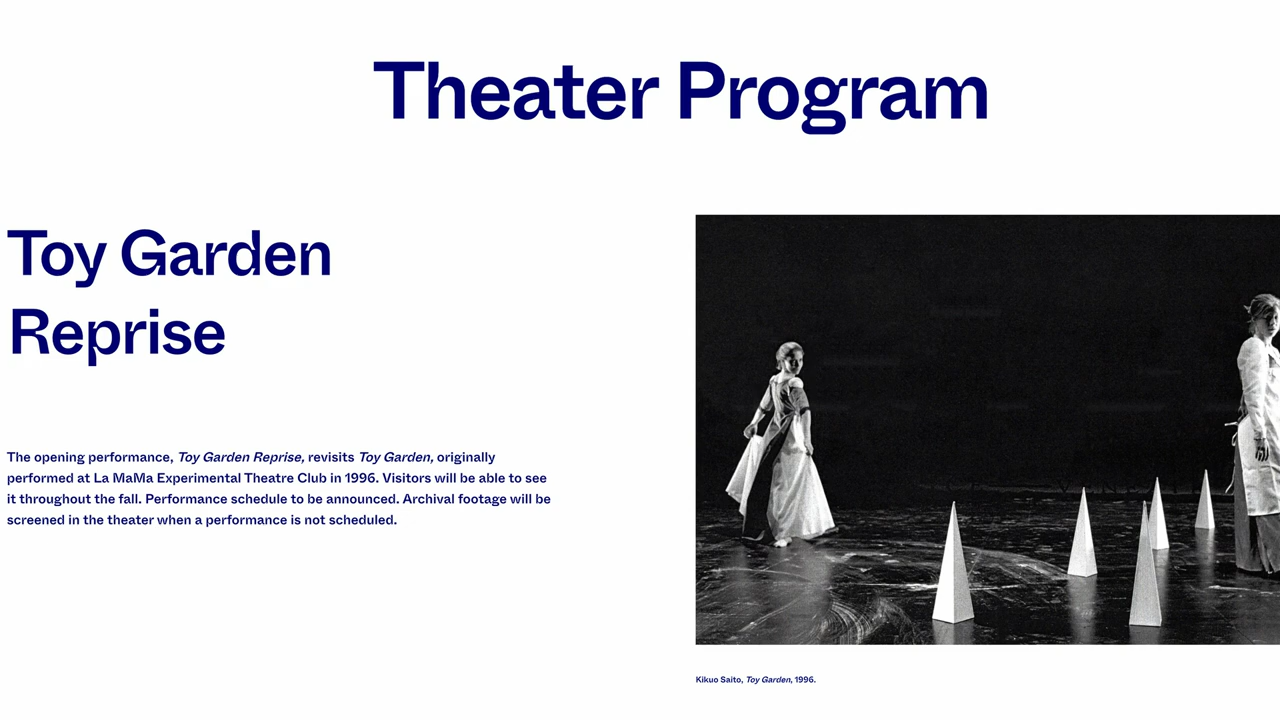 Theater Program
Toy Garden
Reprise
The opening performance, Toy Garden Reprise, revisits Toy Garden, originally
performed at La MaMa Experimental Theatre Club in 1996. Visitors will be able to see
it throughout the fall. Performance schedule to be announced. Archival footage will be
screened in the theater when a performance is not scheduled.
Kikuo Saito, Toy Garden, 1996.